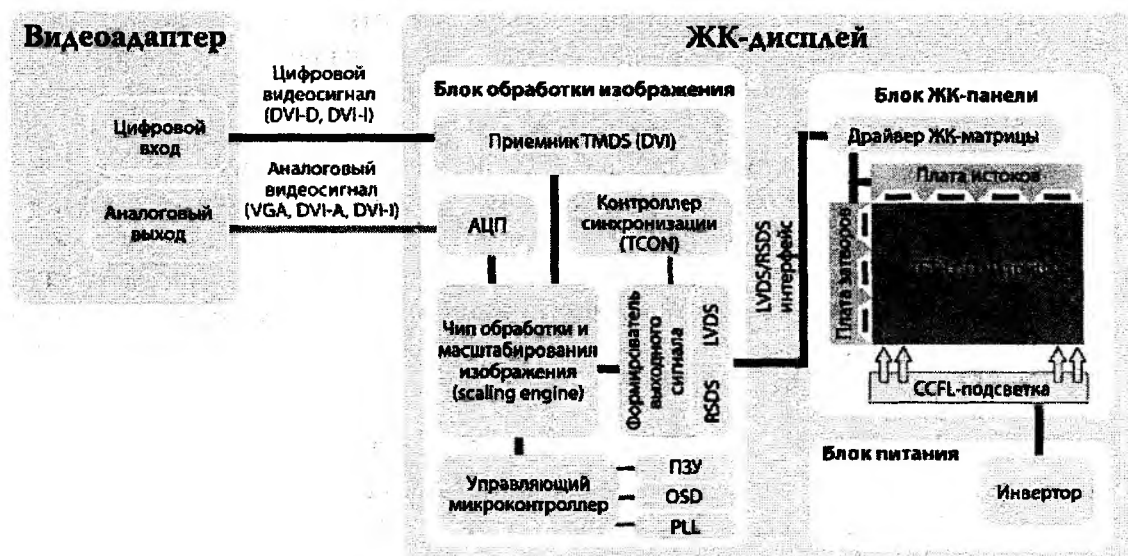 Видеоадаптер
Цифровой
вход
Аналоговый
выход
Цифровой
видеосигнал
(DVI-D, DVI-I)
Аналоговый
видеосигнал
(VGA, DVI-A, DVI-I)
ЖК-дисплей
Блок обработки изображения
Приемник TMDS (DVI)
АЦП
Контроллер
синхронизации
(TCON)
Чип обработки и
масштабирования
изображения
(scaling engine)
Формирователь
выходного
сигнала
LVDS
RSDS
Управляющий
микроконтроллер
ПЗУ
OSD
PLL
LVDS/RSDS
интерфейс
Блок ЖК-панели
Драйвер ЖК-матрицы
Плата истоков
Плата затворов
CCFL-подсветка
Блок питания
Инвертор